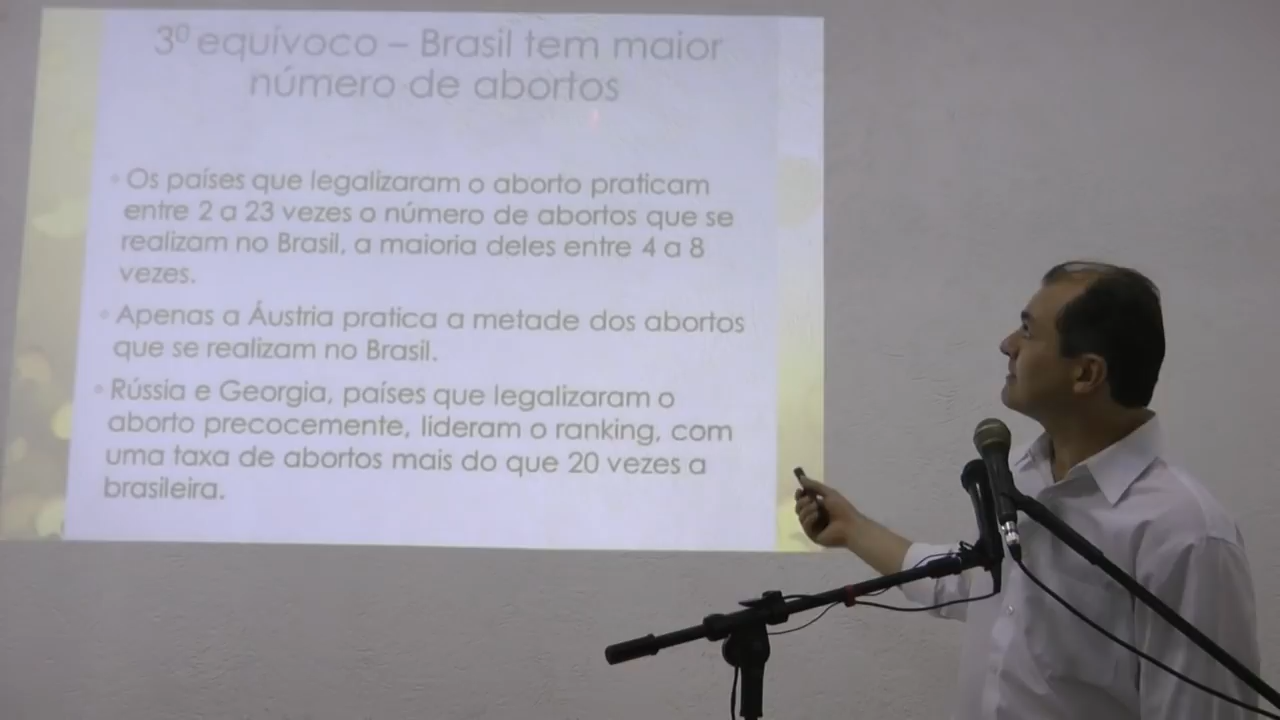 3º equívoco – Brasil tem maior
número de abortos
Os países que legalizaram o aborto praticam
entre 2 a 23 vezes o número de abortos que se
realizam no Brasil, a maioria deles entre 4 a 8
vezes.
Apenas a Áustria pratica a metade dos abortos
que se realizam no Brasil.
Rússia e Georgia, países que legalizaram o
aborto precocemente, lideram o ranking, com
uma taxa de abortos mais do que 20 vezes a
brasileira.